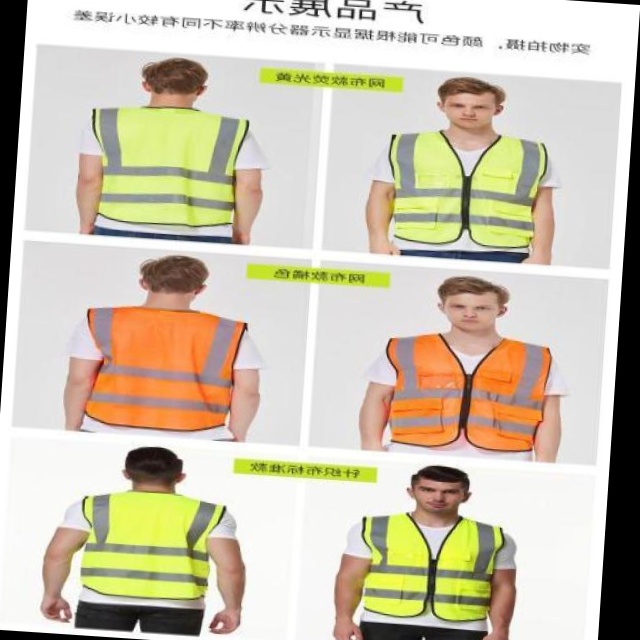 产品展示
实物拍摄，颜色可能根据显示器分辨率不同有较小误差
网布款荧光黄
网布款橘色
针织布标准款